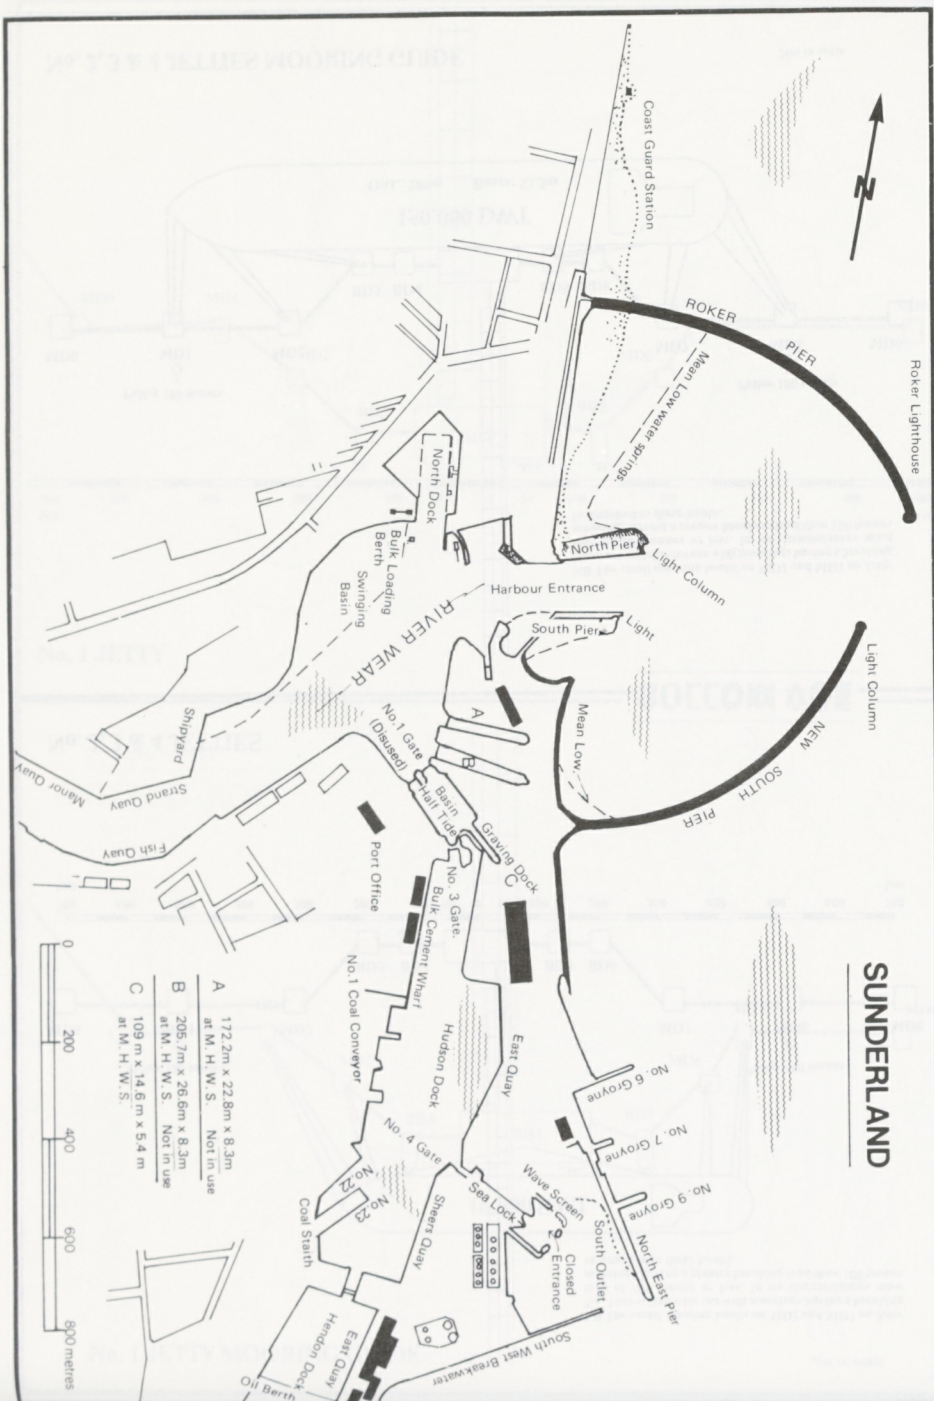 SUNDERLAND
N
Coast Guard Station
ROKER PIER
Roker Lighthouse
Mean Low water springs
North Dock
North Pier
Light Column
Bulk Loading
Berth
Swinging
Basin
Harbour Entrance
RIVER WEAR
South Pier
Light
Light Column
NEW SOUTH PIER
Mean Low
A
B
No.1 Gate
(Disused)
Basin
Half Tide
Graving Dock
C
Shipyard
Manor Quay
Strand Quay
Fish Quay
Port Office
No. 3 Gate.
Bulk Cement Wharf
No.1 Coal Conveyor
Hudson Dock
East Quay
No. 6 Groyne
No. 7 Groyne
No. 9 Groyne
No. 4 Gate
No.22
No.23
Coal Staith
Sheers Quay
Sea Lock
Wave Screen
Closed
Entrance
South Outlet
North East Pier
South West Breakwater
East Quay
Hendon Dock
Oil Berth
A 172.2m x 22.8m x 8.3m
at M. H. W. S. Not in use
B 205.7m x 26.6m x 8.3m
at M. H. W. S. Not in use
C 109 m x 14.6 m x 5.4 m
at M. H. W. S.
0 200 400 600 800 metres